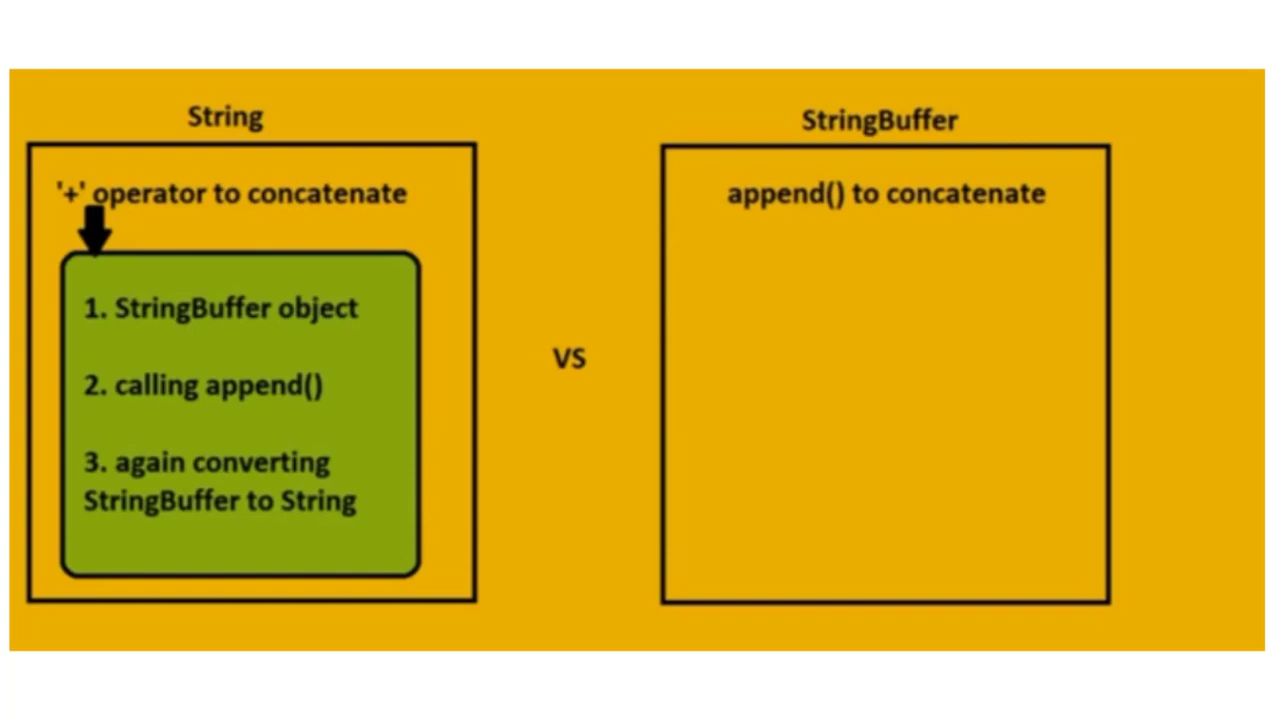 String
'+' operator to concatenate
1. StringBuffer object
2. calling append()
3. again converting
StringBuffer to String
VS
StringBuffer
append() to concatenate